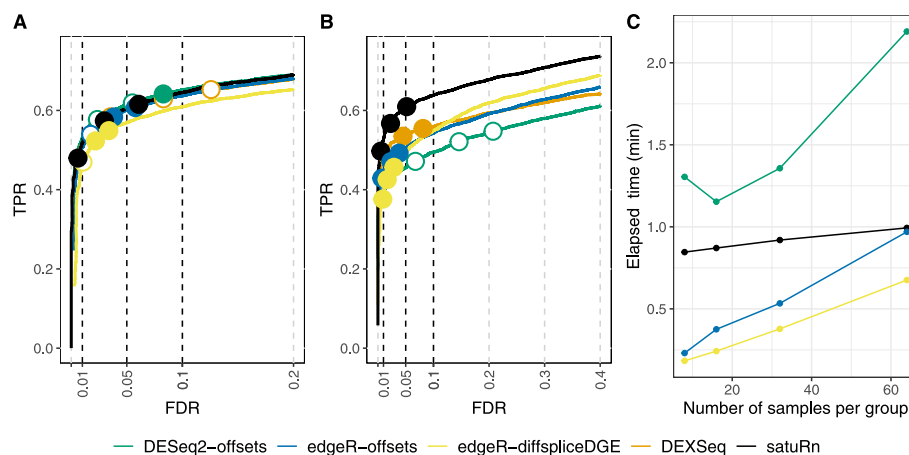 A
B
C
TPR
0.6
0.4
0.2
0.0
0.01
0.05
0.1
0.2
FDR
TPR
0.6
0.4
0.2
0.0
0.01
0.05
0.1
0.2
0.3
0.4
FDR
Elapsed time (min)
2.0
1.5
1.0
0.5
20
40
60
Number of samples per group
DESeq2−offsets
edgeR−offsets
edgeR−diffspliceDGE
DEXSeq
satuRn